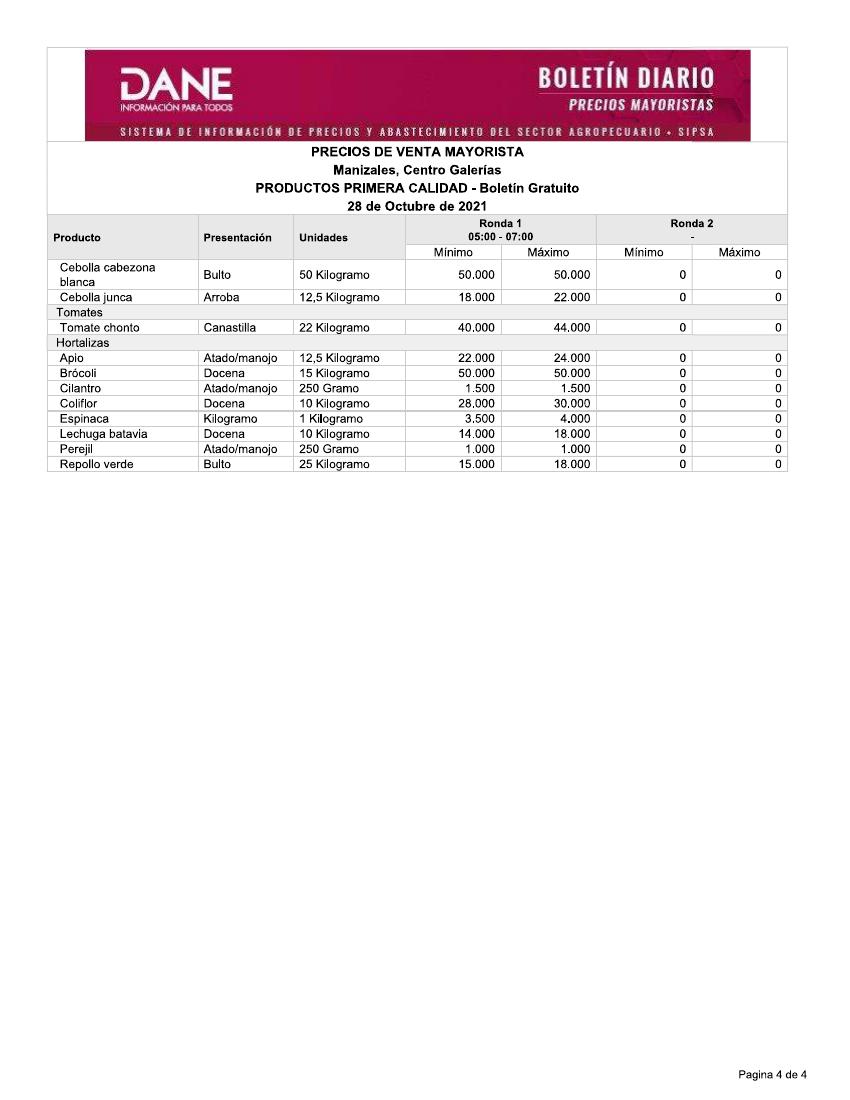 DANE
INFORMACIÓN PARA TODOS
BOLETÍN DIARIO
PRECIOS MAYORISTAS
SISTEMA DE INFORMACIÓN DE PRECIOS Y ABASTECIMIENTO DEL SECTOR AGROPECUARIO • SIPSA
PRECIOS DE VENTA MAYORISTA
Manizales, Centro Galerías
PRODUCTOS PRIMERA CALIDAD - Boletín Gratuito
28 de Octubre de 2021
Producto Presentación Unidades Ronda 1 Ronda 2
05:00 - 07:00 -
Mínimo Máximo Mínimo Máximo
Cebolla cabezona
blanca Bulto 50 Kilogramo 50.000 50.000 0 0
Cebolla junca Arroba 12,5 Kilogramo 18.000 22.000 0 0
Tomates
Tomate chonto Canastilla 22 Kilogramo 40.000 44.000 0 0
Hortalizas
Apio Atado/manojo 12,5 Kilogramo 22.000 24.000 0 0
Brócoli Docena 15 Kilogramo 50.000 50.000 0 0
Cilantro Atado/manojo 250 Gramo 1.500 1.500 0 0
Coliflor Docena 10 Kilogramo 28.000 30.000 0 0
Espinaca Kilogramo 1 Kilogramo 3.500 4.000 0 0
Lechuga batavia Docena 10 Kilogramo 14.000 18.000 0 0
Perejil Atado/manojo 250 Gramo 1.000 1.000 0 0
Repollo verde Bulto 25 Kilogramo 15.000 18.000 0 0
Pagina 4 de 4